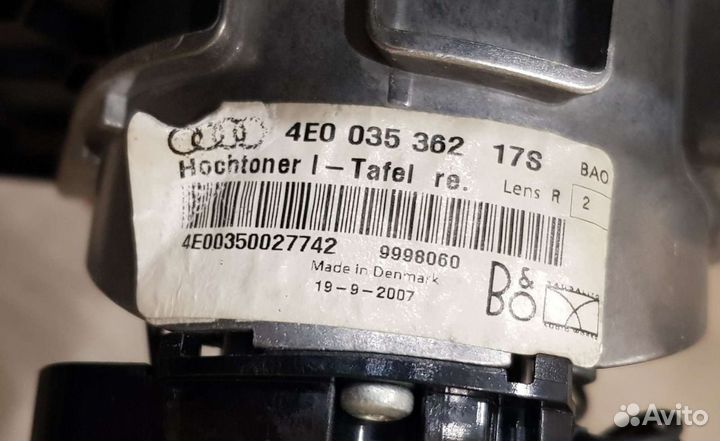 4E0 035 362 17S BAO
Hochtoner I-Tafel re. Lens R 2
4E00350027742 9998060
Made in Denmark
19-9-2007
B&O
Avito